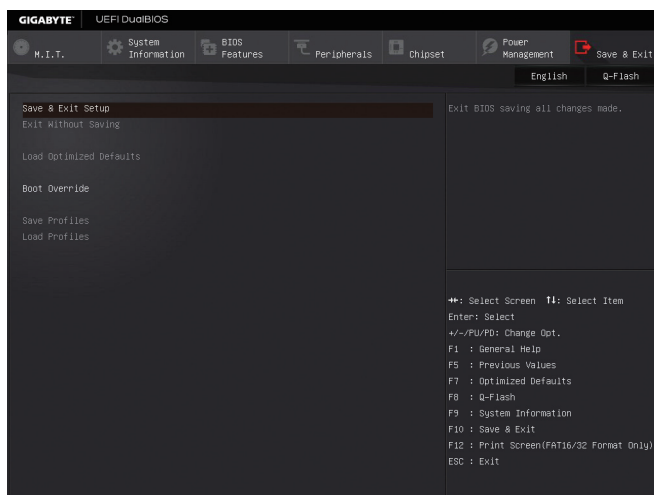 GIGABYTE™ UEFI DualBIOS
M.I.T.
System Information
BIOS Features
Peripherals
Chipset
Power Management
Save & Exit
English
Q-Flash
Save & Exit Setup
Exit Without Saving
Load Optimized Defaults
Boot Override
Save Profiles
Load Profiles
Exit BIOS saving all changes made.
→←: Select Screen ↑↓: Select Item
Enter: Select
+/-/PU/PD: Change Opt.
F1 : General Help
F5 : Previous Values
F7 : Optimized Defaults
F8 : Q-Flash
F9 : System Information
F10 : Save & Exit
F12 : Print Screen(FAT16/32 Format Only)
ESC : Exit